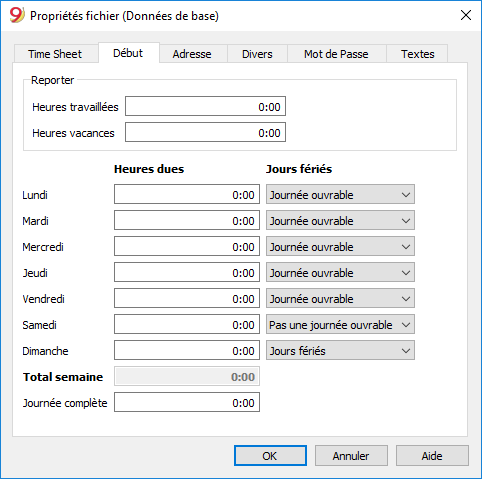 Propriétés fichier (Données de base)
Time Sheet Début Adresse Divers Mot de Passe Textes
Reporter
Heures travaillées 0:00
Heures vacances 0:00
Heures dues Jours fériés
Lundi 0:00 Journée ouvrable
Mardi 0:00 Journée ouvrable
Mercredi 0:00 Journée ouvrable
Jeudi 0:00 Journée ouvrable
Vendredi 0:00 Journée ouvrable
Samedi 0:00 Pas une journée ouvrable
Dimanche 0:00 Jours fériés
Total semaine 0:00
Journée complète 0:00
OK Annuler Aide